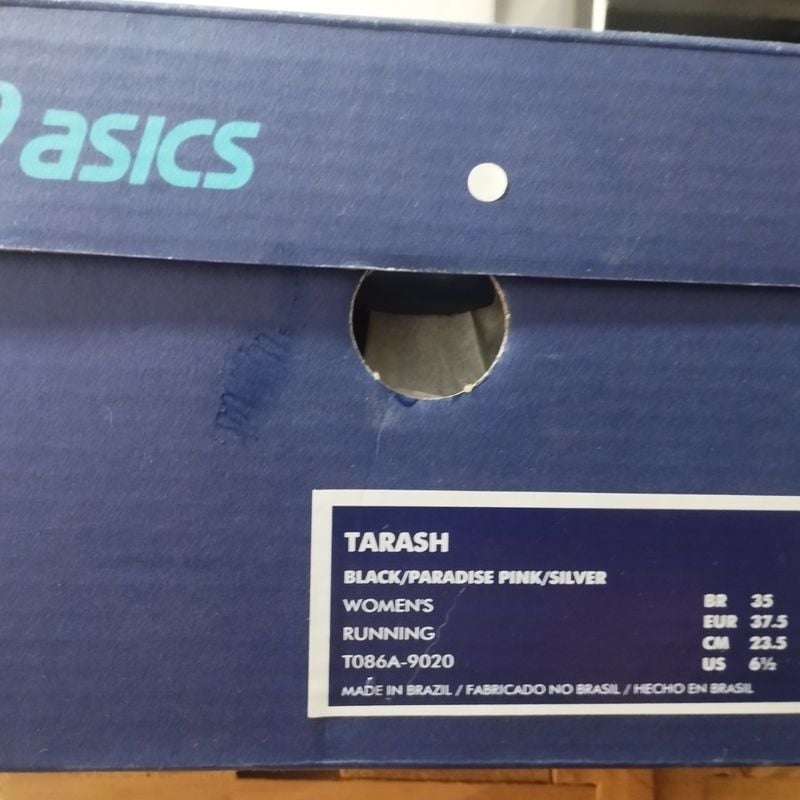 asics
TARASH
BLACK/PARADISE PINK/SILVER
WOMEN'S
RUNNING
T086A-9020
MADE IN BRAZIL / FABRICADO NO BRASIL / HECHO EN BRASIL
BR 35
EUR 37.5
CM 23.5
US 6½